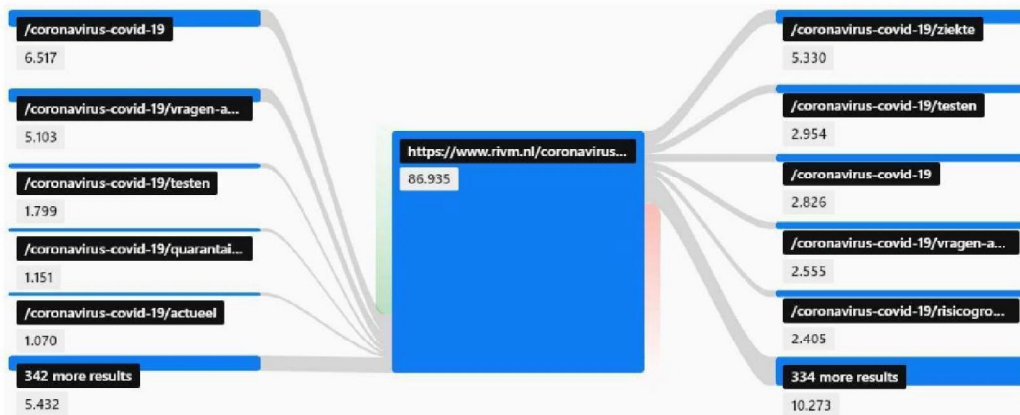 /coronavirus-covid-19
6.517
/coronavirus-covid-19/vragen-a...
5.103
/coronavirus-covid-19/testen
1.799
/coronavirus-covid-19/quarantai...
1.151
/coronavirus-covid-19/actueel
1.070
342 more results
5.432
https://www.rivm.nl/coronavirus...
86.935
/coronavirus-covid-19/ziekte
5.330
/coronavirus-covid-19/testen
2.954
/coronavirus-covid-19
2.826
/coronavirus-covid-19/vragen-a...
2.555
/coronavirus-covid-19/risicogro...
2.405
334 more results
10.273